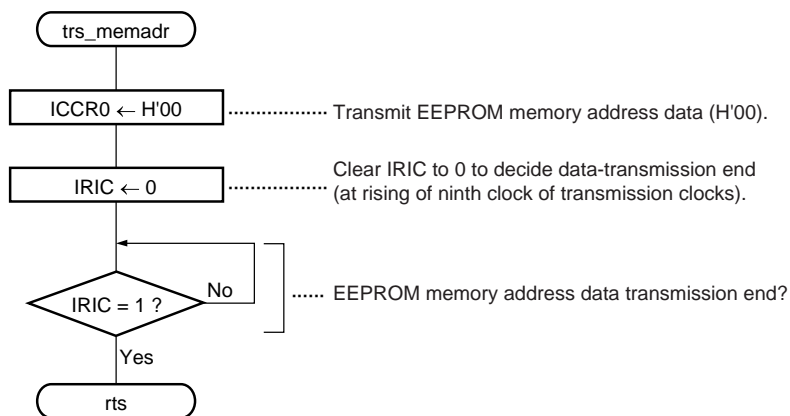 trs_memadr
ICCR0 ← H'00
Transmit EEPROM memory address data (H'00).
IRIC ← 0
Clear IRIC to 0 to decide data-transmission end
(at rising of ninth clock of transmission clocks).
No
IRIC = 1 ?
EEPROM memory address data transmission end?
Yes
rts